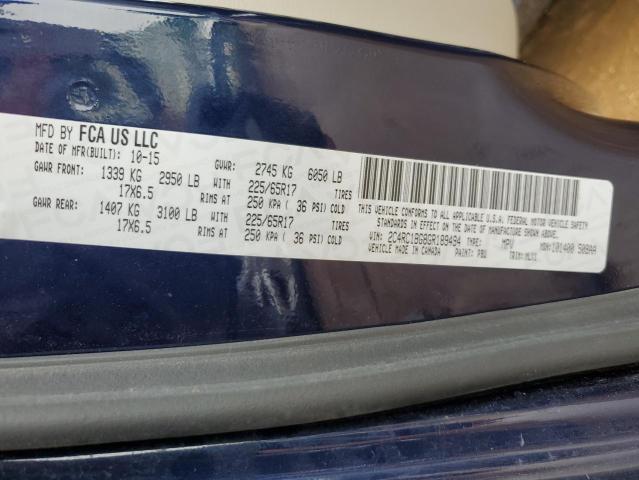 MFD BY FCA US LLC
DATE OF MFR(BUILT): 10-15 GVWR: 2745 KG 6050 LB
GAWR FRONT: 1339 KG 2950 LB WITH 225/65R17 TIRES
17X6.5 RIMS AT 250 KPA ( 36 PSI) COLD
GAWR REAR: 1407 KG 3100 LB WITH 225/65R17 TIRES
17X6.5 RIMS AT 250 KPA ( 36 PSI) COLD
THIS VEHICLE CONFORMS TO ALL APPLICABLE U.S.A. FEDERAL MOTOR VEHICLE SAFETY
STANDARDS IN EFFECT ON THE DATE OF MANUFACTURE SHOWN ABOVE.
VIN: 2C4RC1BG8GR189494 TYPE: MPV MDH: 101408 509AA
VEHICLE MADE IN CANADA PAINT: PBU TRIM: